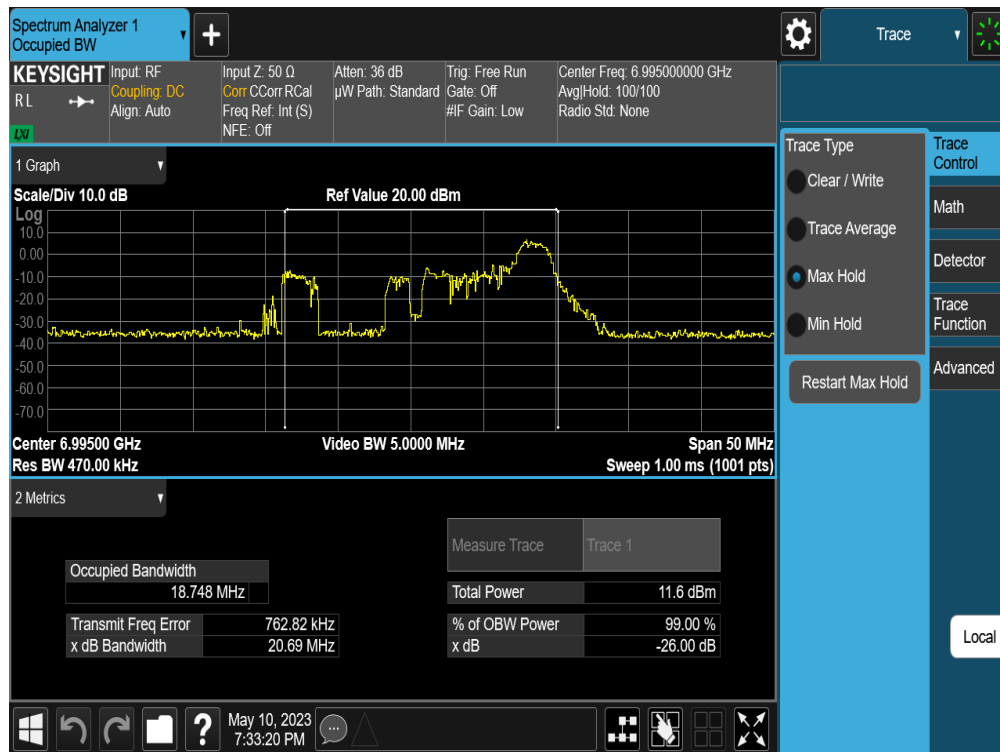 Spectrum Analyzer 1
Occupied BW
+
Trace
KEYSIGHT
RL
LXI
Input: RF
Coupling: DC
Align: Auto
Input Z: 50 Ω
Corr CCorr RCal
Freq Ref: Int (S)
NFE: Off
Atten: 36 dB
µW Path: Standard
Trig: Free Run
Gate: Off
#IF Gain: Low
Center Freq: 6.995000000 GHz
Avg|Hold: 100/100
Radio Std: None
1 Graph
Scale/Div 10.0 dB
Ref Value 20.00 dBm
Log
10.0
0.00
-10.0
-20.0
-30.0
-40.0
-50.0
-60.0
-70.0
Center 6.99500 GHz
Video BW 5.0000 MHz
Span 50 MHz
Res BW 470.00 kHz
Sweep 1.00 ms (1001 pts)
2 Metrics
Measure Trace
Trace 1
Occupied Bandwidth
18.748 MHz
Total Power
11.6 dBm
Transmit Freq Error
762.82 kHz
% of OBW Power
99.00 %
x dB Bandwidth
20.69 MHz
x dB
-26.00 dB
Trace Type
Clear / Write
Trace Average
Max Hold
Min Hold
Restart Max Hold
Trace
Control
Math
Detector
Trace
Function
Advanced
Local
?
May 10, 2023
7:33:20 PM